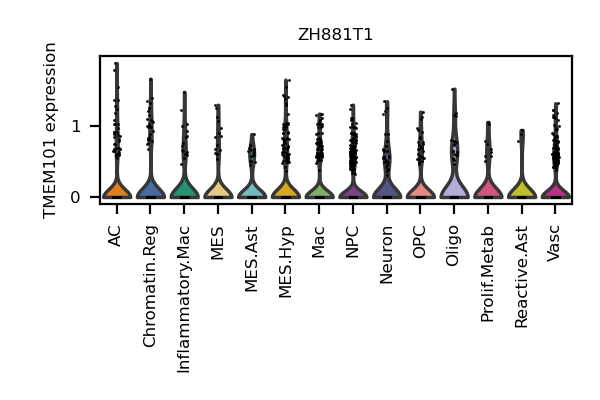 ZH881T1
TMEM101 expression
1
0
AC
Chromatin.Reg
Inflammatory.Mac
MES
MES.Ast
MES.Hyp
Mac
NPC
Neuron
OPC
Oligo
Prolif.Metab
Reactive.Ast
Vasc